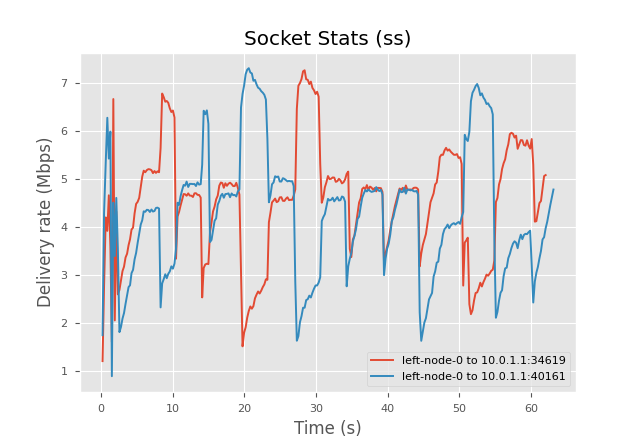 Socket Stats (ss)
Delivery rate (Mbps)
7
6
5
4
3
2
1
0 10 20 30 40 50 60
Time (s)
left-node-0 to 10.0.1.1:34619
left-node-0 to 10.0.1.1:40161